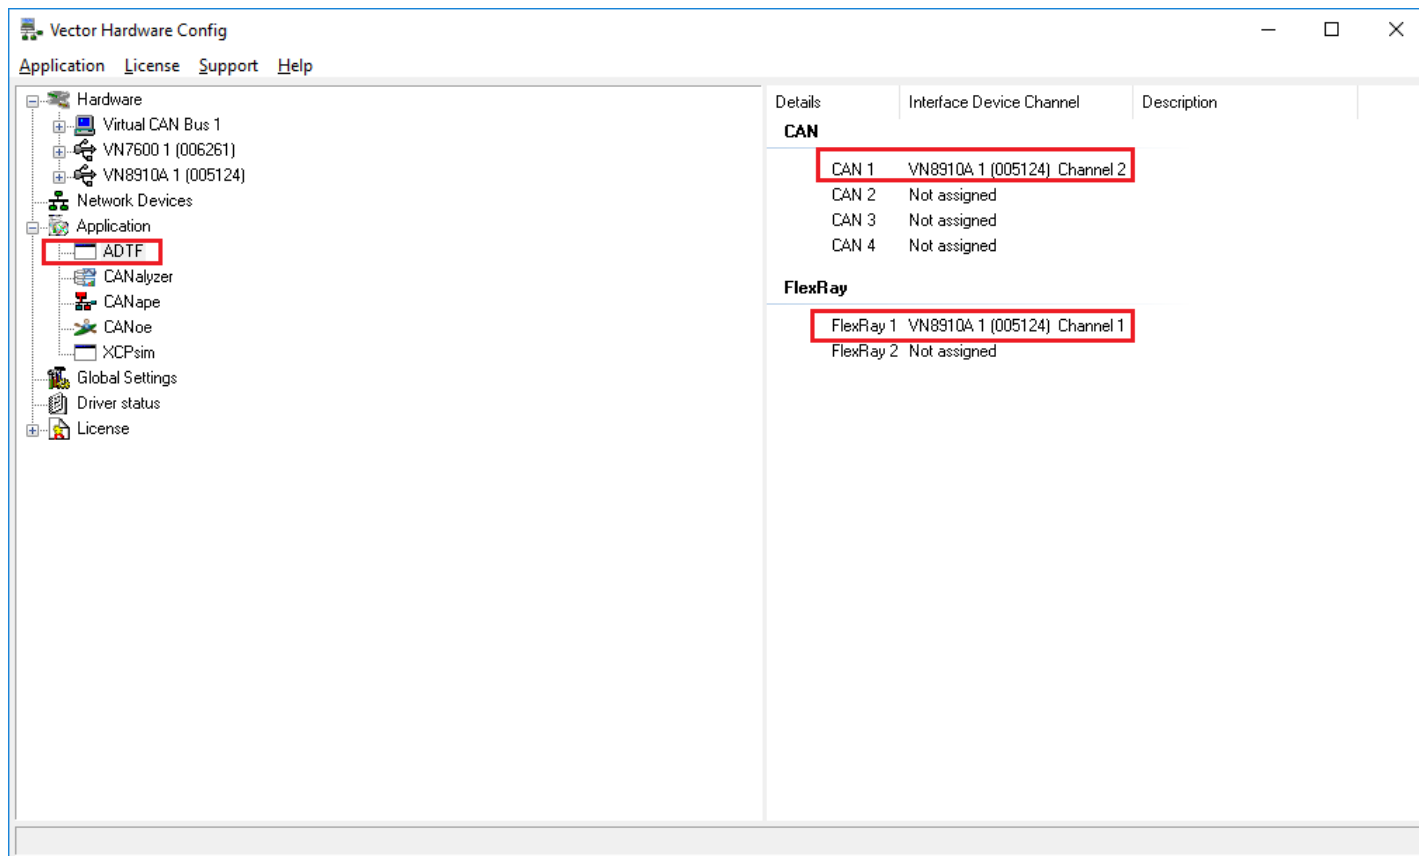 Vector Hardware Config
Application License Support Help
Hardware
Virtual CAN Bus 1
VN7600 1 (006261)
VN8910A 1 (005124)
Network Devices
Application
ADTF
CANalyzer
CANape
CANoe
XCPsim
Global Settings
Driver status
License
Details Interface Device Channel Description
CAN
CAN 1 VN8910A 1 (005124) Channel 2
CAN 2 Not assigned
CAN 3 Not assigned
CAN 4 Not assigned
FlexRay
FlexRay 1 VN8910A 1 (005124) Channel 1
FlexRay 2 Not assigned